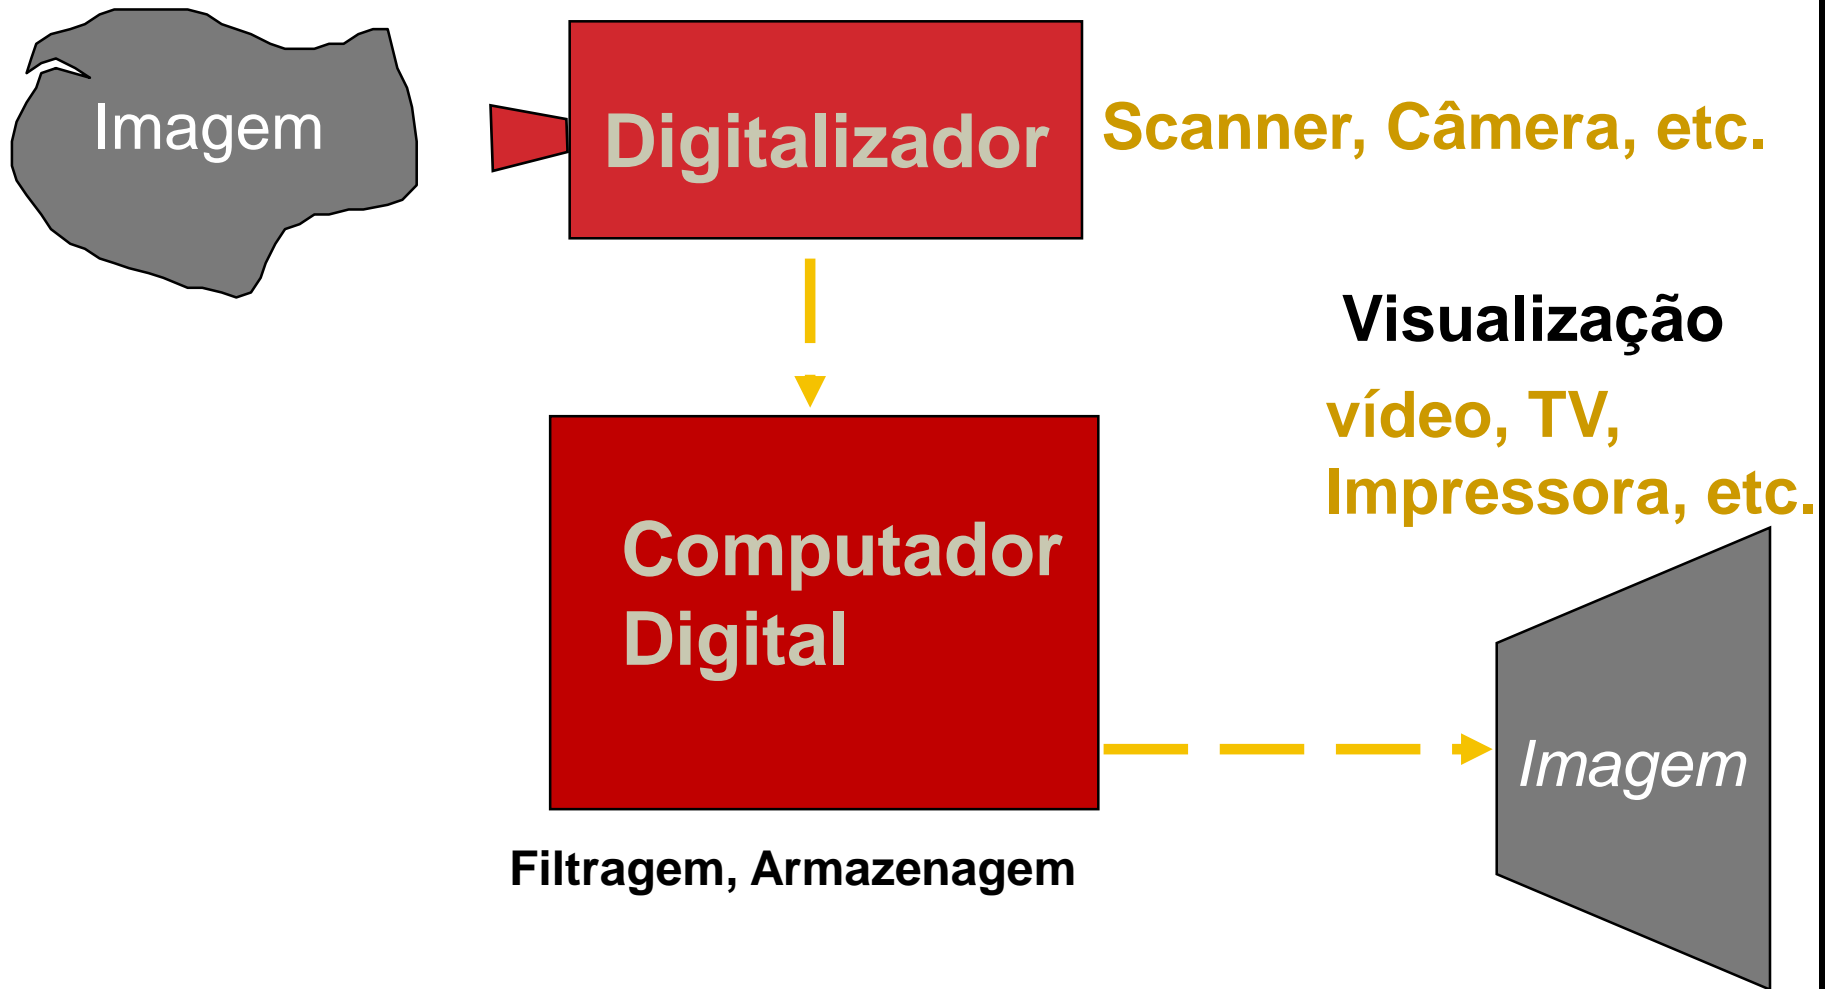 Imagem
Digitalizador
Scanner, Câmera, etc.
Visualização
vídeo, TV,
Impressora, etc.
Computador
Digital
Imagem
Filtragem, Armazenagem